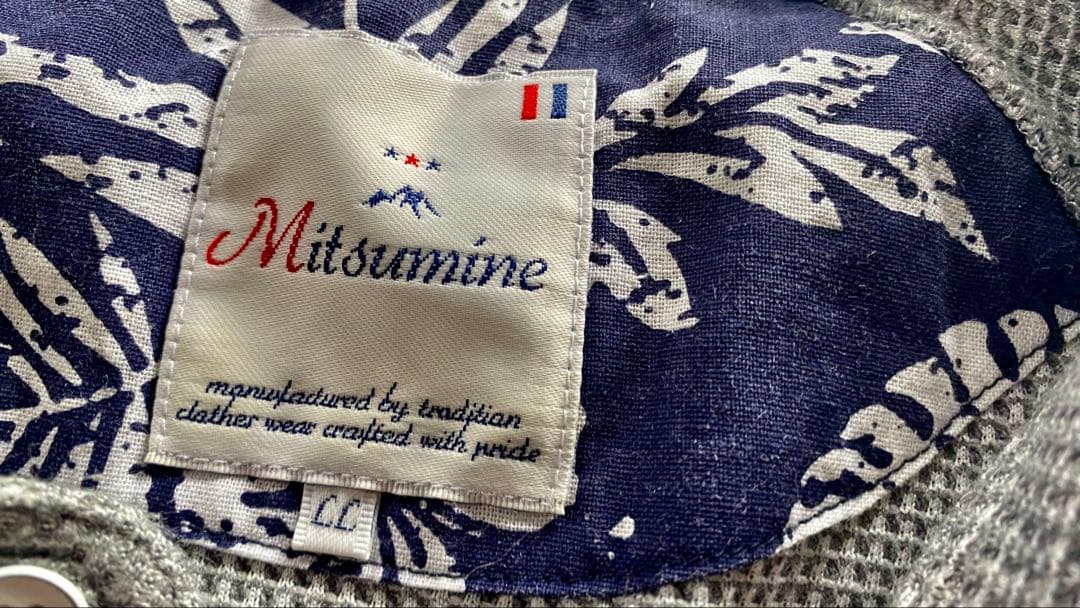 Mitsumine
manufactured by tradition
clothes wear crafted with pride
LL